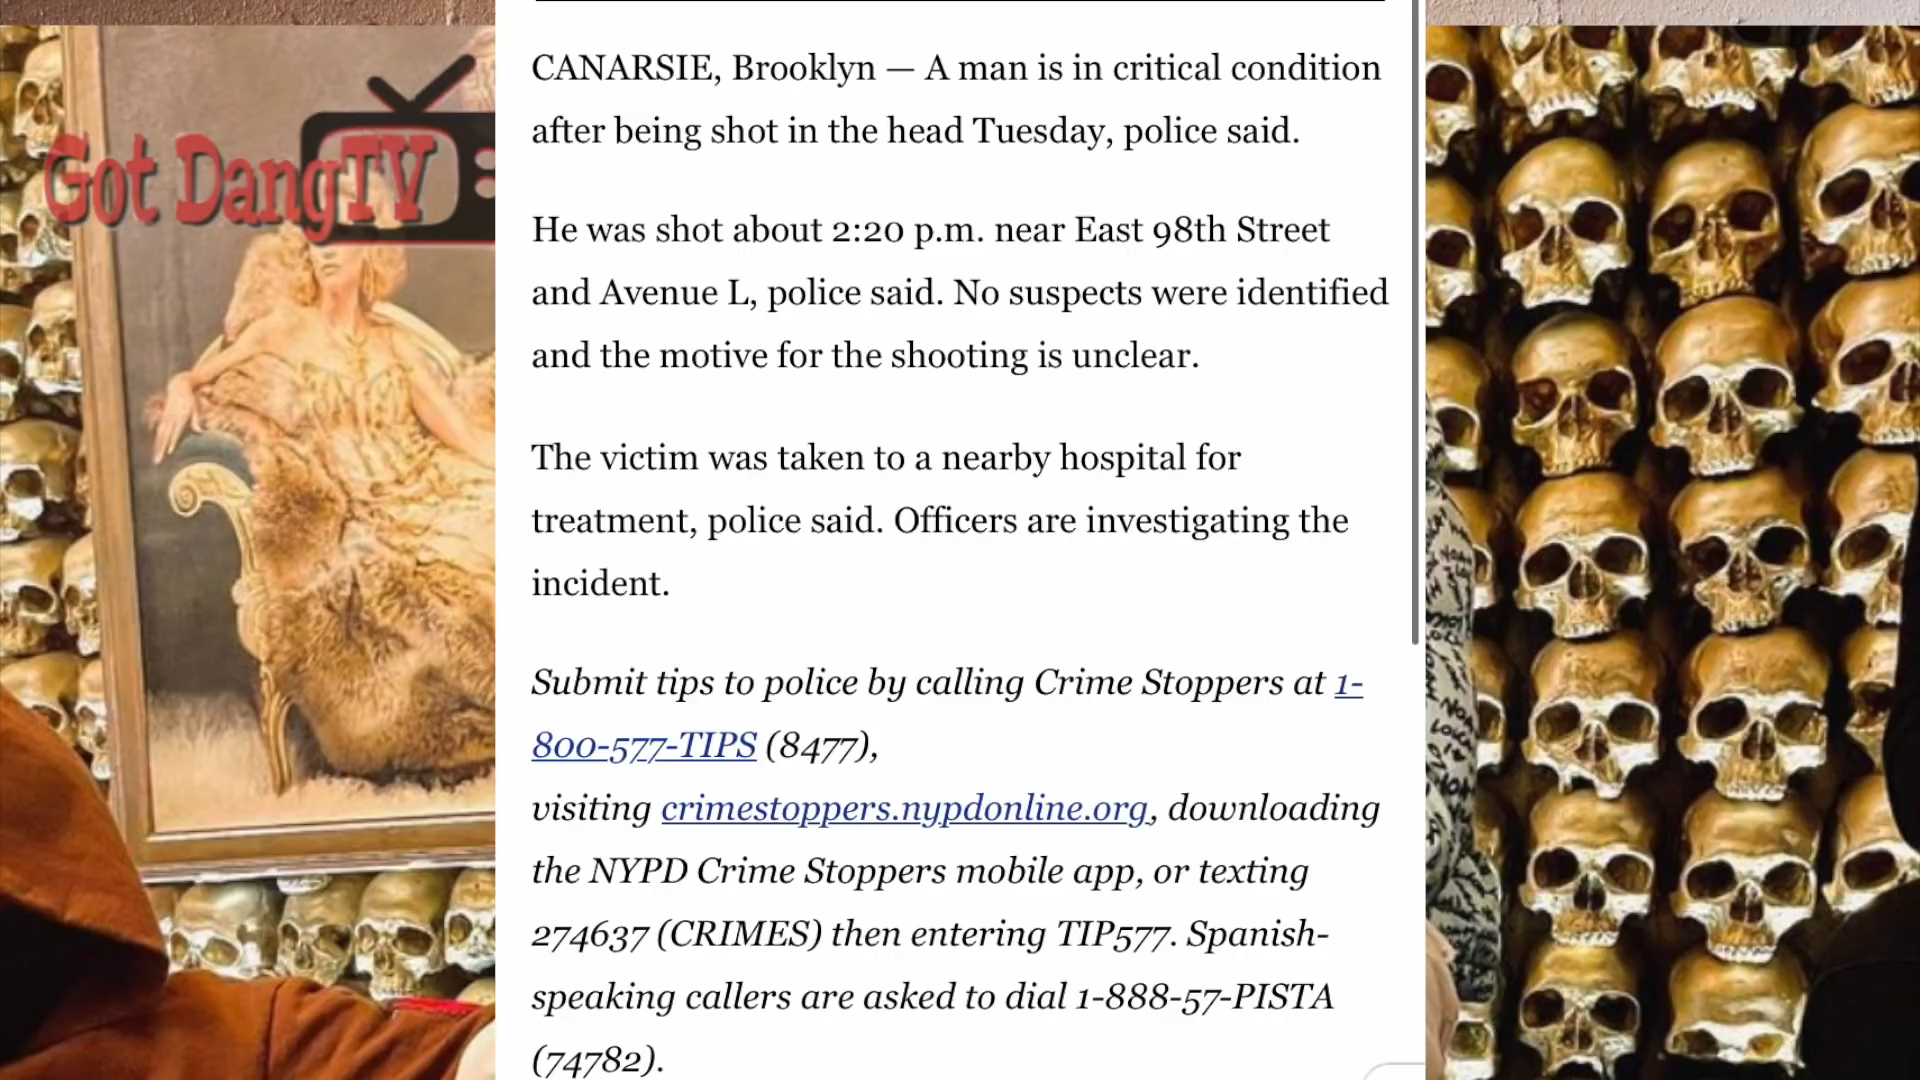 Got DangTV
CANARSIE, Brooklyn — A man is in critical condition
after being shot in the head Tuesday, police said.
He was shot about 2:20 p.m. near East 98th Street
and Avenue L, police said. No suspects were identified
and the motive for the shooting is unclear.
The victim was taken to a nearby hospital for
treatment, police said. Officers are investigating the
incident.
Submit tips to police by calling Crime Stoppers at 1-
800-577-TIPS (8477),
visiting crimestoppers.nypdonline.org, downloading
the NYPD Crime Stoppers mobile app, or texting
274637 (CRIMES) then entering TIP577. Spanish-
speaking callers are asked to dial 1-888-57-PISTA
(74782).